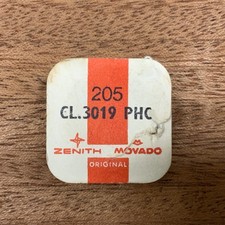 205
CL.3019 PHC
ZENITH MOVADO
ORIGINAL